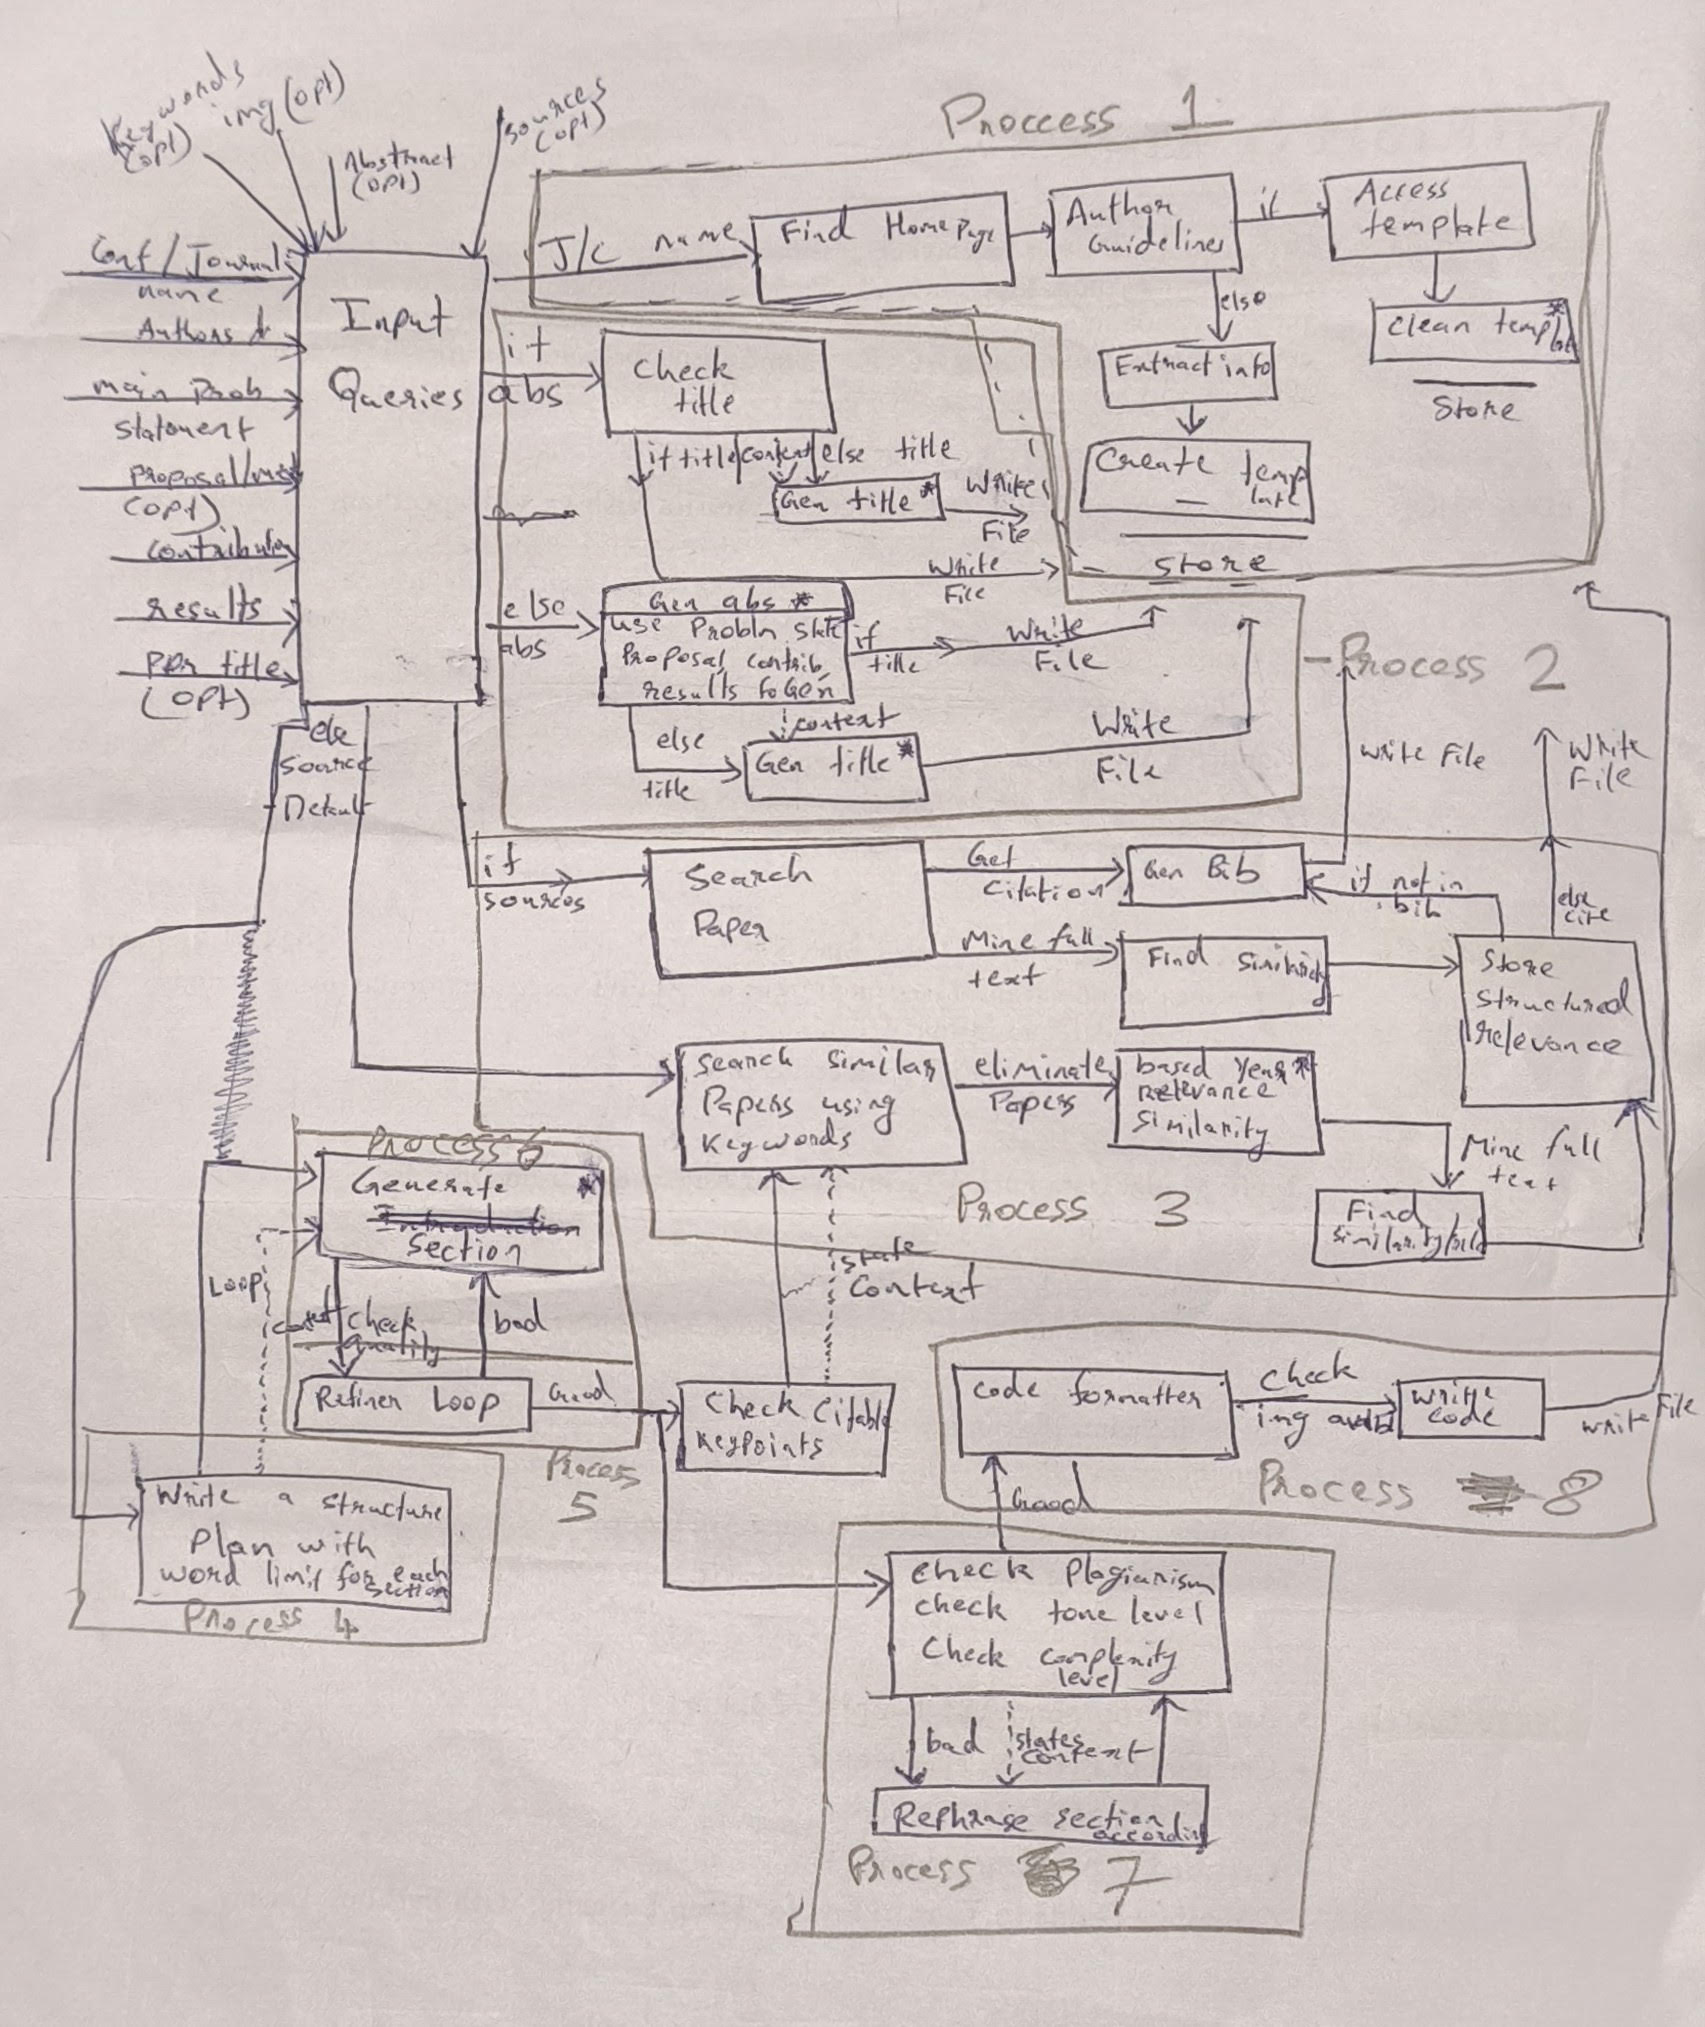 Keywords
(opt)
img (opt)
Abstract
(opt)
sources
(opt)
Proccess 1
Conf/Journal
name
Authors
main Prob
statement
proposal/
(opt)
contribution
results
PPR title
(opt)
Input
Queries
J/C name
Find Home Page
Author
Guidelines
if
Access
template
else
clean template*
Store
Extract info
Create template
Store
if
abs
Check
title
if title
context
else title
Gen title*
Write
File
Write
File
else
abs
Gen abs *
use Probln state
Proposal contrib
results to Gen
if
title
Write
File
context
else
title
Gen title*
Write
File
Process 2
else
source
Default
if
sources
Search
Paper
Get
Citation
Gen Bib
write File
if not in
.bib
else
cite
Write
File
Mine full
text
Find Similarity
Store
structured
relevance
search similar
Papers using
Keywords
eliminate
Papers
based Year*
relevance
similarity
Mine full
text
Find
similarity/
Process 3
state
Context
Process 6
Generate *
Section
Loop
check
quality
bad
Refiner Loop
Good
Process
5
Check Citable
Keypoints
Write a structure
Plan with
word limit for each
section
Process 4
code formatter
Check
img
write
code
write File
Process 8
Good
check Plagiarism
check tone level
Check complexity
level
bad
states
context
Rephrase section
according
Process 7